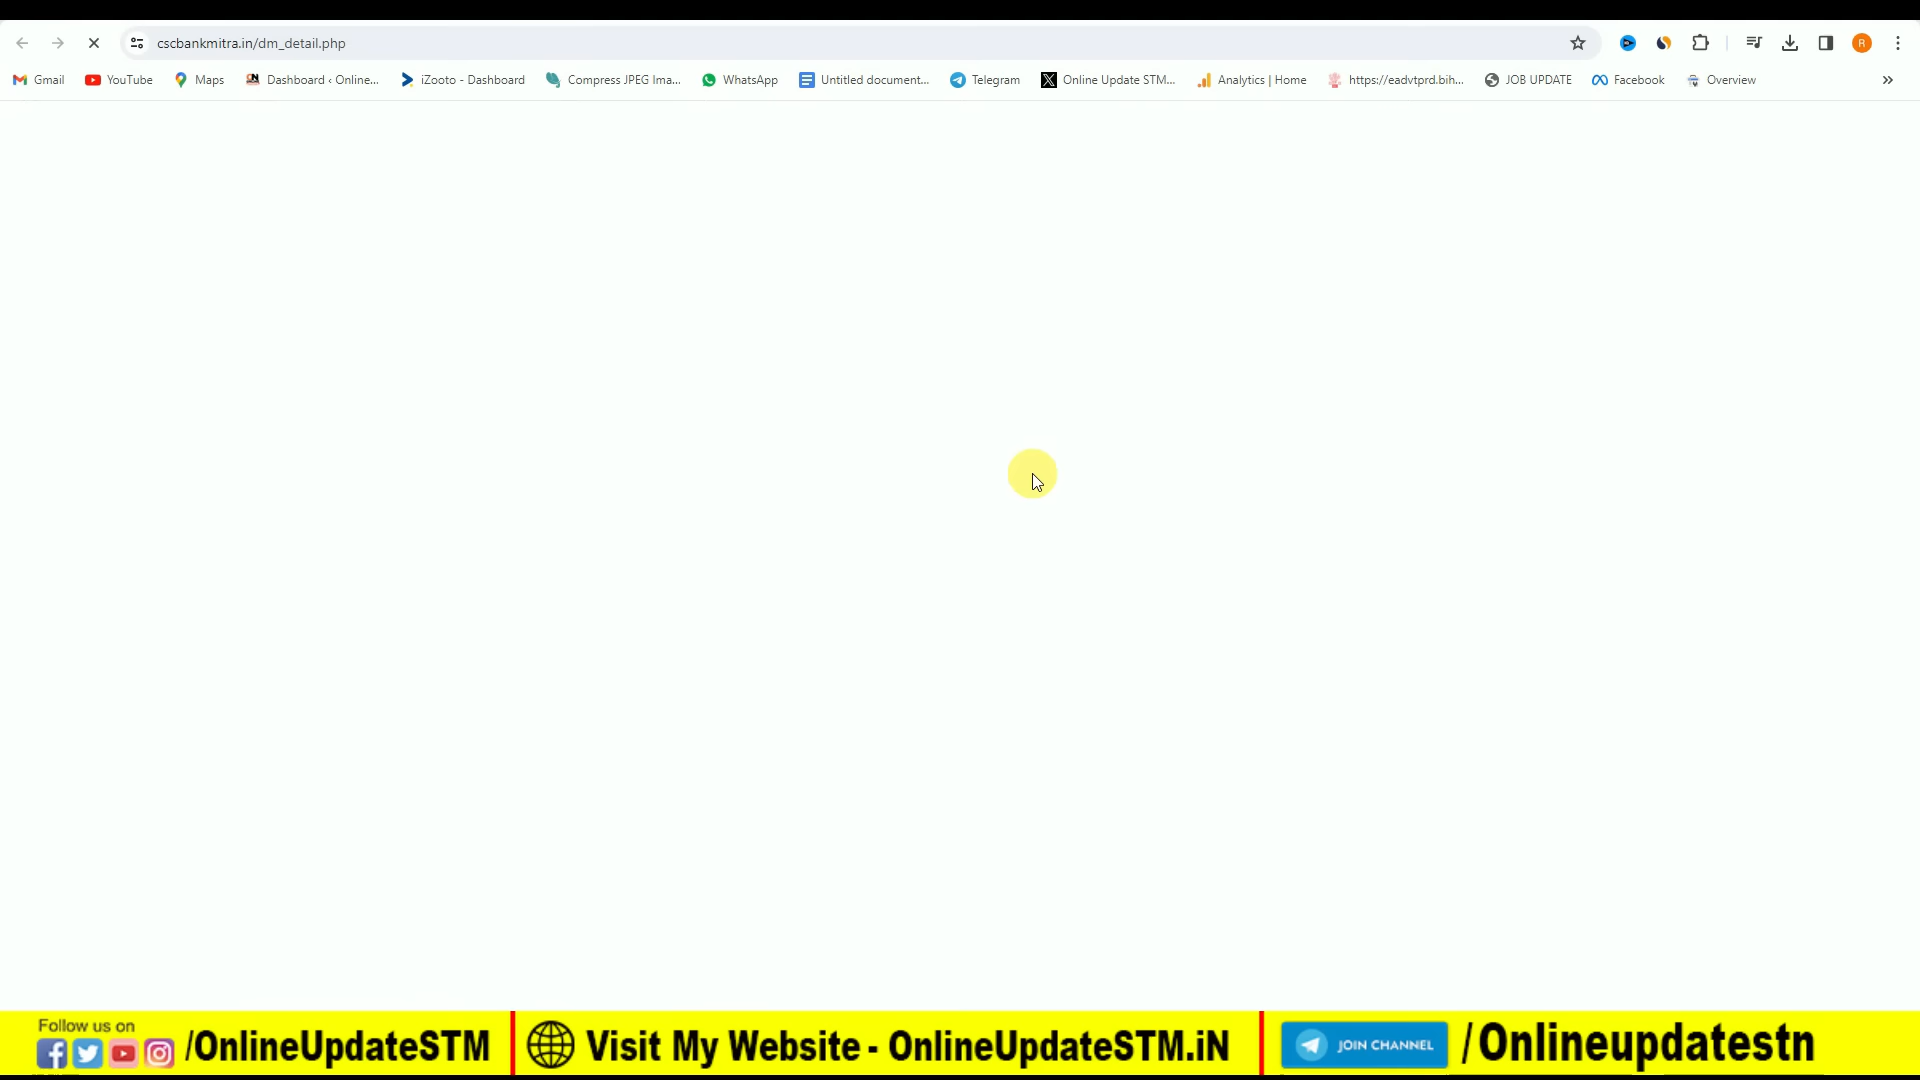 cscbankmitra.in/dm_detail.php
R
Gmail
YouTube
Maps
Dashboard ‹ Online...
iZooto - Dashboard
Compress JPEG Ima...
WhatsApp
Untitled document...
Telegram
Online Update STM...
Analytics | Home
https://eadvtprd.bih...
JOB UPDATE
Facebook
Overview
»
Follow us on
/OnlineUpdateSTM
Visit My Website - OnlineUpdateSTM.iN
JOIN CHANNEL
/Onlineupdatestn